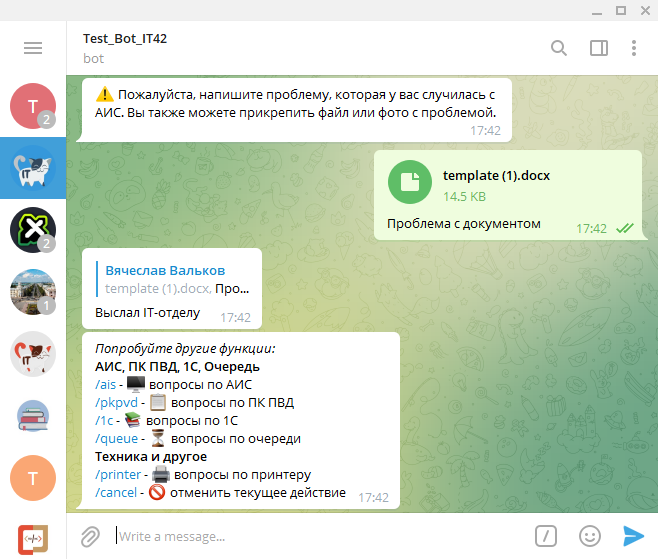 Test_Bot_IT42
bot
T
2
IT
2
1
IT
T
</>
⚠️ Пожалуйста, напишите проблему, которая у вас случилась с
АИС. Вы также можете прикрепить файл или фото с проблемой.
17:42
template (1).docx
14.5 KB
Проблема с документом
17:42
Вячеслав Вальков
template (1).docx, Про...
Выслал IT-отделу
17:42
Попробуйте другие функции:
АИС, ПК ПВД, 1С, Очередь
/ais - 🖥️ вопросы по АИС
/pkpvd - 📋 вопросы по ПК ПВД
/1c - 📚 вопросы по 1С
/queue - ⏳ вопросы по очереди
Техника и другое
/printer - 🖨️ вопросы по принтеру
/cancel - 🚫 отменить текущее действие
17:42
Write a message...
/